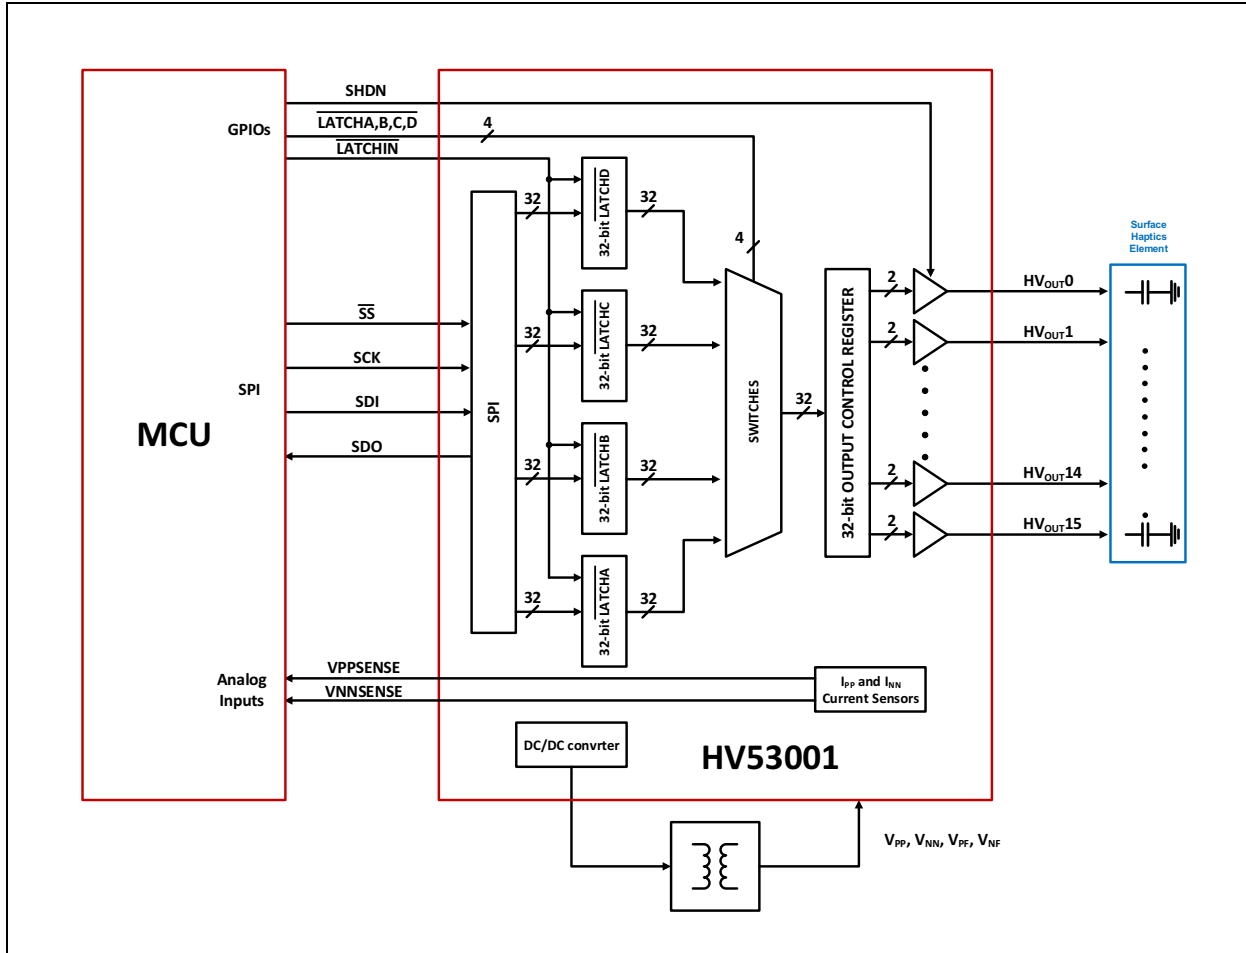 SHDN
GPIOs
LATCHA,B,C,D
4
LATCHIN
32
32-bit LATCHD
32
4
Surface
Haptics
Element
2
HVOUT0
SS
32
32-bit LATCHC
32
2
HVOUT1
SCK
SPI
SDI
MCU
SDO
SPI
SWITCHES
32
32-bit OUTPUT CONTROL REGISTER
32
32-bit LATCHB
32
2
HVOUT14
2
HVOUT15
32
32-bit LATCHA
32
Analog
Inputs
VPPSENSE
VNNSENSE
IPP and INN
Current Sensors
DC/DC convrter
HV53001
VPP, VNN, VPF, VNF